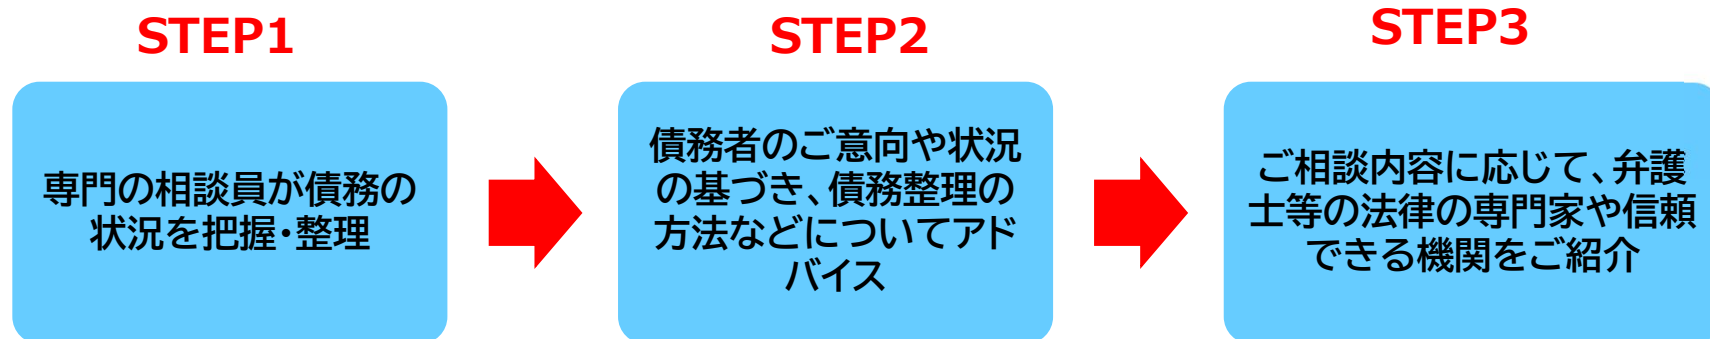 STEP1
専門の相談員が債務の
状況を把握・整理
STEP2
債務者のご意向や状況
の基づき、債務整理の
方法などについてアド
バイス
STEP3
ご相談内容に応じて、弁護
士等の法律の専門家や信頼
できる機関をご紹介